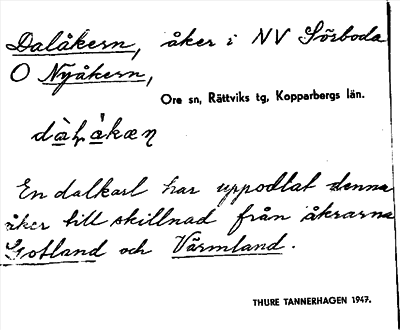 Dalåkern, åker i NV Sörboda
O Nyåkern,
Ore sn, Rättviks tg, Kopparbergs län.
En dalkarl har uppodlat denna
åker till skillnad från åkrarna
Gotland och Värmland.
THURE TANNERHAGEN 1947.